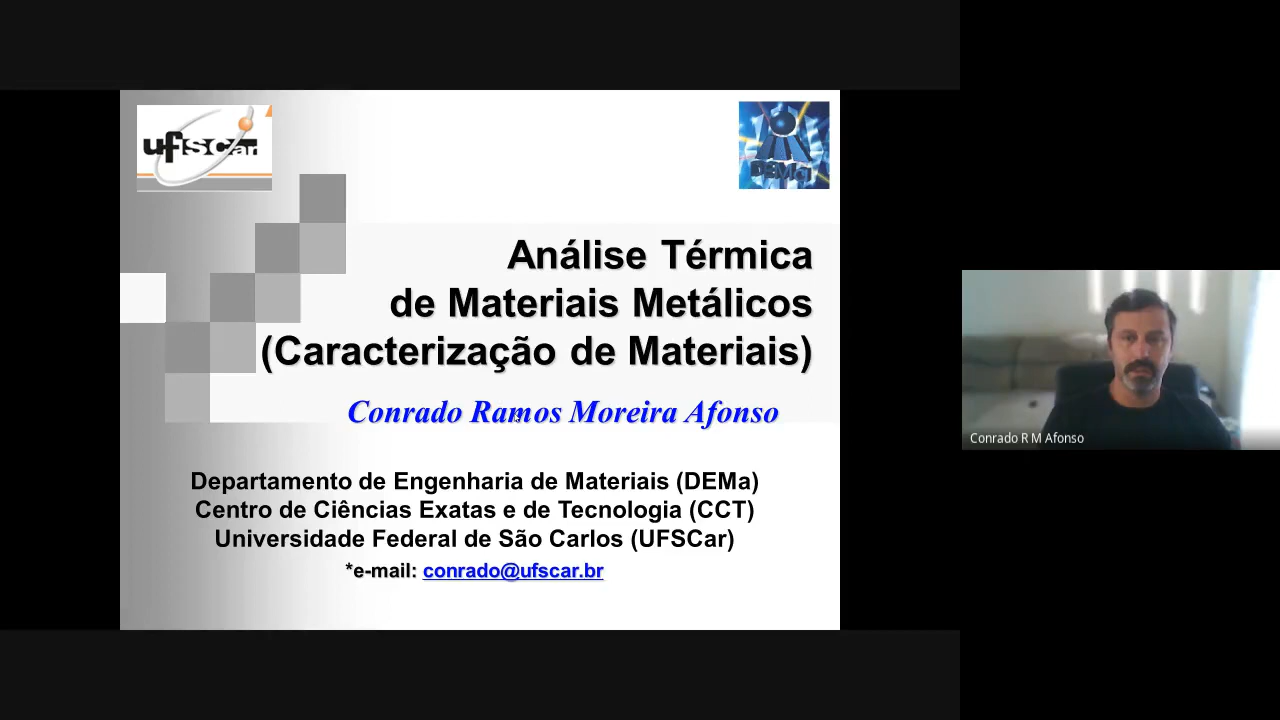 ufscar
DEMa
Análise Térmica
de Materiais Metálicos
(Caracterização de Materiais)
Conrado Ramos Moreira Afonso
Departamento de Engenharia de Materiais (DEMa)
Centro de Ciências Exatas e de Tecnologia (CCT)
Universidade Federal de São Carlos (UFSCar)
*e-mail: conrado@ufscar.br
Conrado R M Afonso